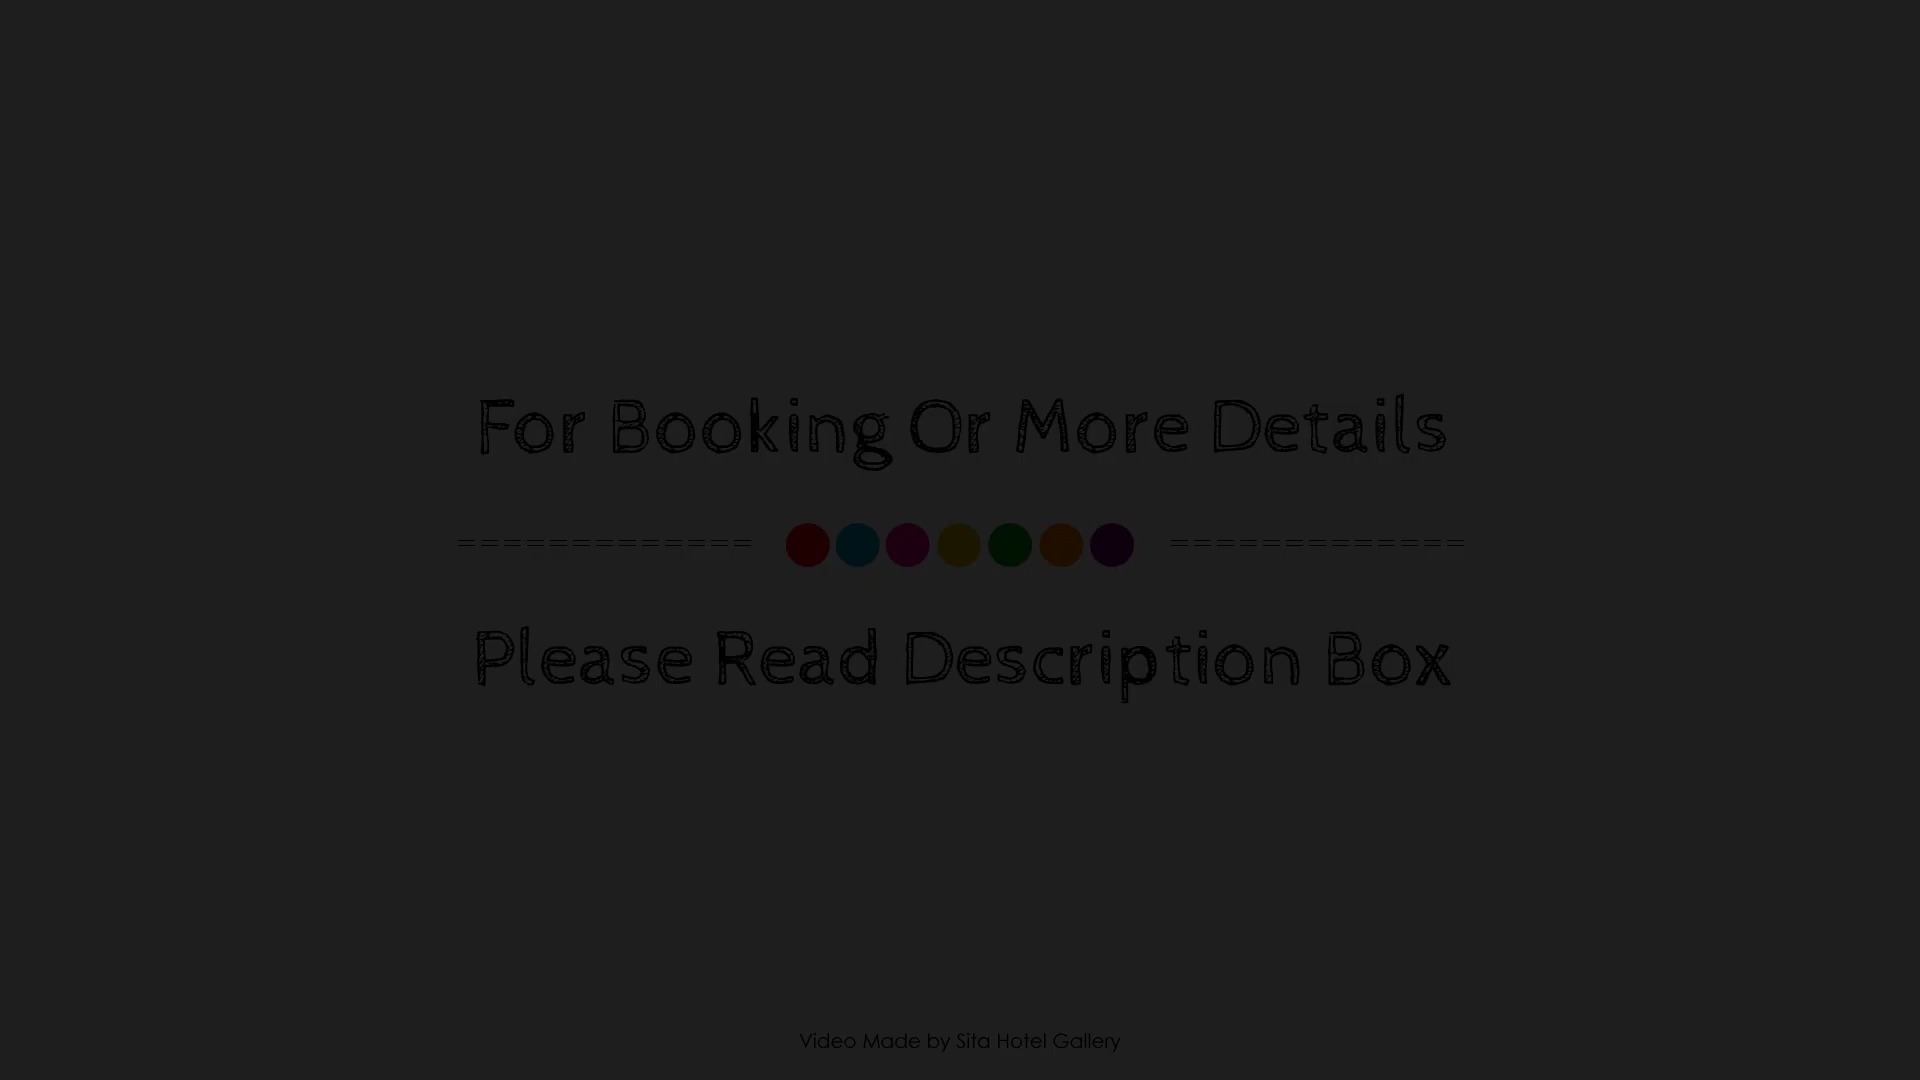 For Booking Or More Details
============= =============
Please Read Description Box
Video Made by Sita Hotel Gallery